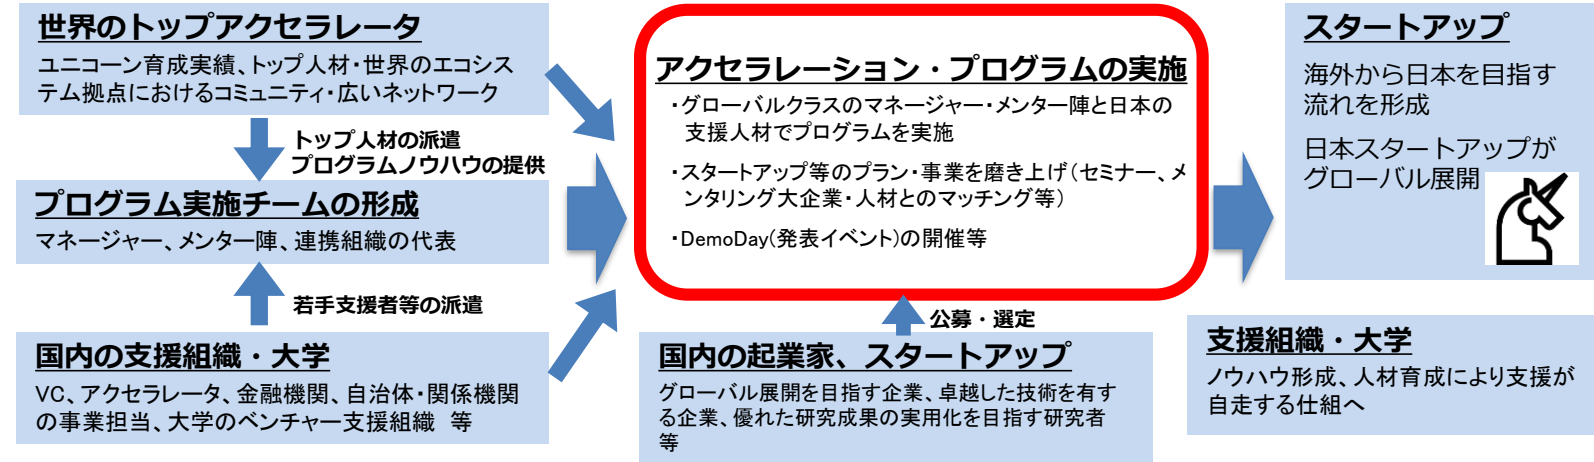 世界のトップアクセラレータ
ユニコーン育成実績、トップ人材・世界のエコシス
テム拠点におけるコミュニティ・広いネットワーク
トップ人材の派遣
プログラムノウハウの提供
プログラム実施チームの形成
マネージャー、メンター陣、連携組織の代表
若手支援者等の派遣
国内の支援組織・大学
VC、アクセラレータ、金融機関、自治体・関係機関
の事業担当、大学のベンチャー支援組織 等
アクセラレーション・プログラムの実施
・グローバルクラスのマネージャー・メンター陣と日本の
支援人材でプログラムを実施
・スタートアップ等のプラン・事業を磨き上げ(セミナー、メ
ンタリング大企業・人材とのマッチング等)
・DemoDay(発表イベント)の開催等
公募・選定
国内の起業家、スタートアップ
グローバル展開を目指す企業、卓越した技術を有す
る企業、優れた研究成果の実用化を目指す研究者
等
スタートアップ
海外から日本を目指す
流れを形成
日本スタートアップが
グローバル展開
支援組織・大学
ノウハウ形成、人材育成により支援が
自走する仕組へ